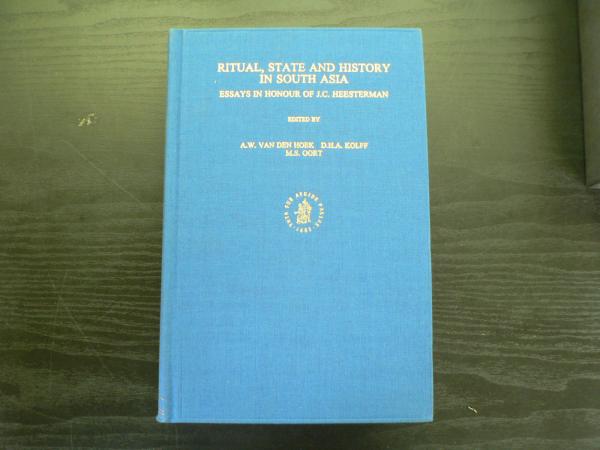 RITUAL, STATE AND HISTORY
IN SOUTH ASIA
ESSAYS IN HONOUR OF J.C. HEESTERMAN
EDITED BY
A.W. VAN DEN HOEK D.H.A. KOLFF
M.S. OORT